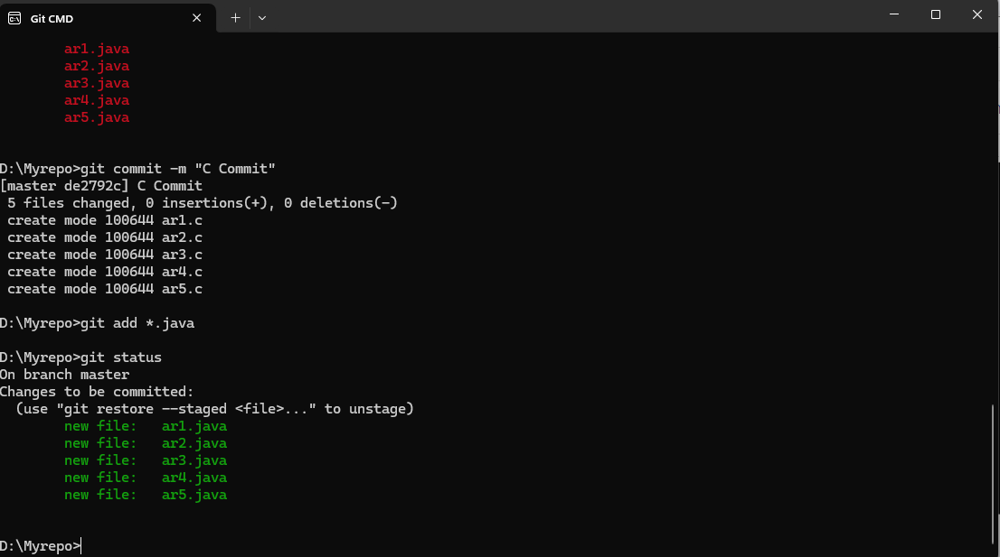 Git CMD
ar1.java
ar2.java
ar3.java
ar4.java
ar5.java
D:\Myrepo>git commit -m "C Commit"
[master de2792c] C Commit
5 files changed, 0 insertions(+), 0 deletions(-)
create mode 100644 ar1.c
create mode 100644 ar2.c
create mode 100644 ar3.c
create mode 100644 ar4.c
create mode 100644 ar5.c
D:\Myrepo>git add *.java
D:\Myrepo>git status
On branch master
Changes to be committed:
(use "git restore --staged <file>..." to unstage)
new file:   ar1.java
new file:   ar2.java
new file:   ar3.java
new file:   ar4.java
new file:   ar5.java
D:\Myrepo>